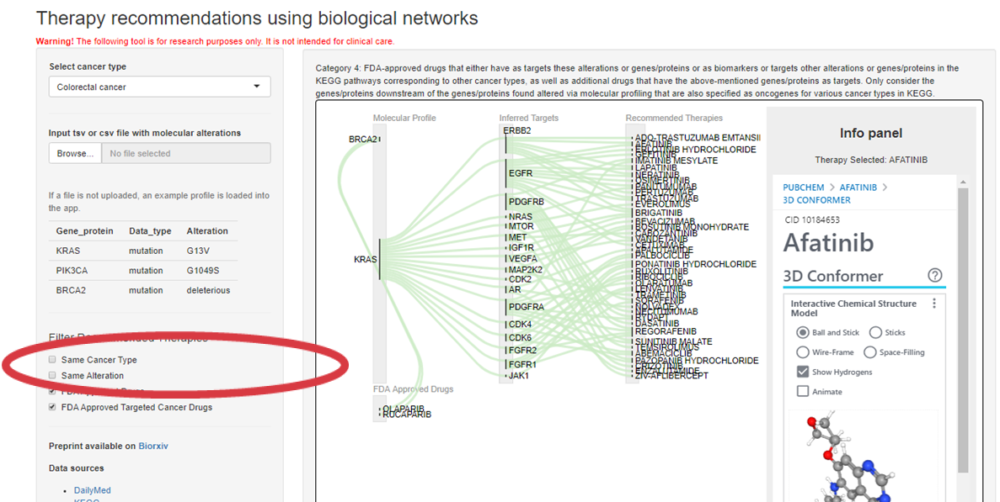 Therapy recommendations using biological networks
Warning! The following tool is for research purposes only. It is not intended for clinical care.
Select cancer type
Colorectal cancer
Input tsv or csv file with molecular alterations
Browse... No file selected
If a file is not uploaded, an example profile is loaded into
the app.
Gene_protein Data_type Alteration
KRAS mutation G13V
PIK3CA mutation G1049S
BRCA2 mutation deleterious
Filter Recommended Therapies
Same Cancer Type
Same Alteration
FDA Approved Targeted Cancer Drugs
Preprint available on Biorxiv
Data sources
DailyMed
KEGG
Category 4: FDA-approved drugs that either have as targets these alterations or genes/proteins or as biomarkers or targets other alterations or genes/proteins in the
KEGG pathways corresponding to other cancer types, as well as additional drugs that have the above-mentioned genes/proteins as targets. Only consider the
genes/proteins downstream of the genes/proteins found altered via molecular profiling that are also specified as oncogenes for various cancer types in KEGG.
Molecular Profile
BRCA2
KRAS
FDA Approved Drugs
OLAPARIB
RUCAPARIB
Inferred Targets
ERBB2
EGFR
PDGFRB
NRAS
MTOR
MET
IGF1R
VEGFA
MAP2K2
CDK2
AR
PDGFRA
CDK4
CDK6
FGFR2
FGFR1
JAK1
Recommended Therapies
ADO-TRASTUZUMAB EMTANSI
AFATINIB
ERLOTINIB HYDROCHLORIDE
GEFITINIB
IMATINIB MESYLATE
LAPATINIB
NERATINIB
OSIMERTINIB
PANITUMUMAB
PERTUZUMAB
TRASTUZUMAB
EVEROLIMUS
BRIGATINIB
BEVACIZUMAB
BOSUTINIB MONOHYDRATE
CABOZANTINIB
VANDETANIB
CETUXIMAB
APALUTAMIDE
PALBOCICLIB
PONATINIB HYDROCHLORIDE
RUXOLITINIB
RIBOCICLIB
OLARATUMAB
LENVATINIB
TRAMETINIB
SORAFENIB
NOLVADEX
NECITUMUMAB
RYDAPT
DASATINIB
REGORAFENIB
SUNITINIB MALATE
TEMSIROLIMUS
ABEMACICLIB
PAZOPANIB HYDROCHLORIDE
CRIZOTINIB
ENZALUTAMIDE
ZIV-AFLIBERCEPT
Info panel
Therapy Selected: AFATINIB
PUBCHEM > AFATINIB >
3D CONFORMER
CID 10184653
Afatinib
3D Conformer
Interactive Chemical Structure
Model
Ball and Stick Sticks
Wire-Frame Space-Filling
Show Hydrogens
Animate